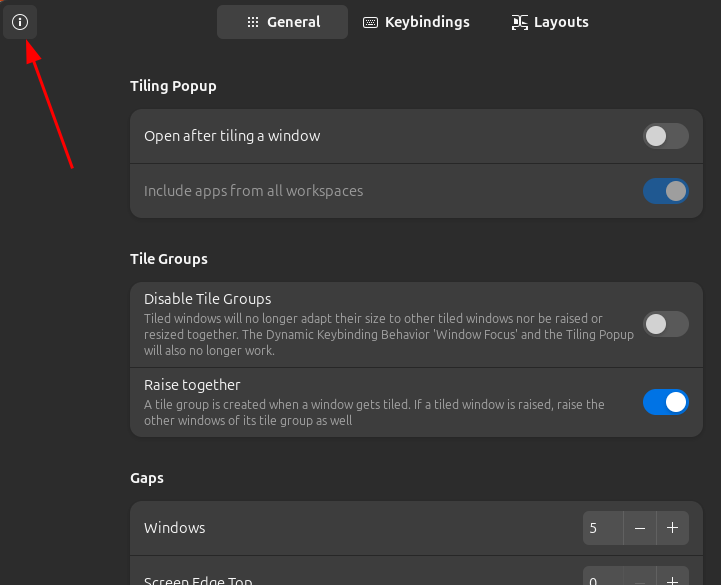 General Keybindings Layouts
Tiling Popup
Open after tiling a window
Include apps from all workspaces
Tile Groups
Disable Tile Groups
Tiled windows will no longer adapt their size to other tiled windows nor be raised or
resized together. The Dynamic Keybinding Behavior 'Window Focus' and the Tiling Popup
will also no longer work.
Raise together
A tile group is created when a window gets tiled. If a tiled window is raised, raise the
other windows of its tile group as well
Gaps
Windows 5 − +
Screen Edge Top 0 − +